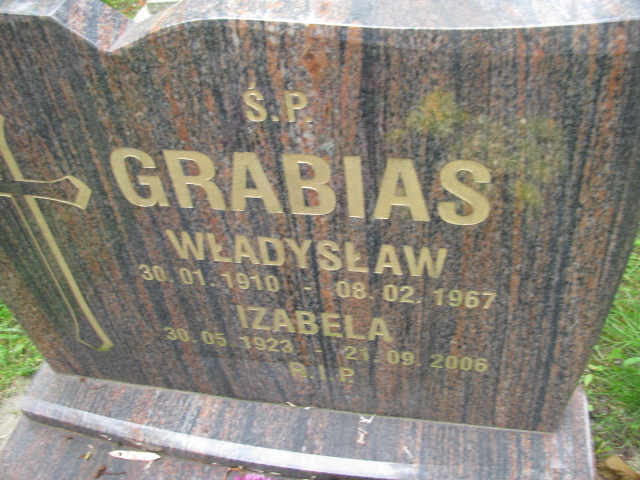 Ś.P.
GRABIAS
WŁADYSŁAW
30.01.1910 - 08.02.1967
IZABELA
30.05.1923 - 21.09.2006
R.I.P.